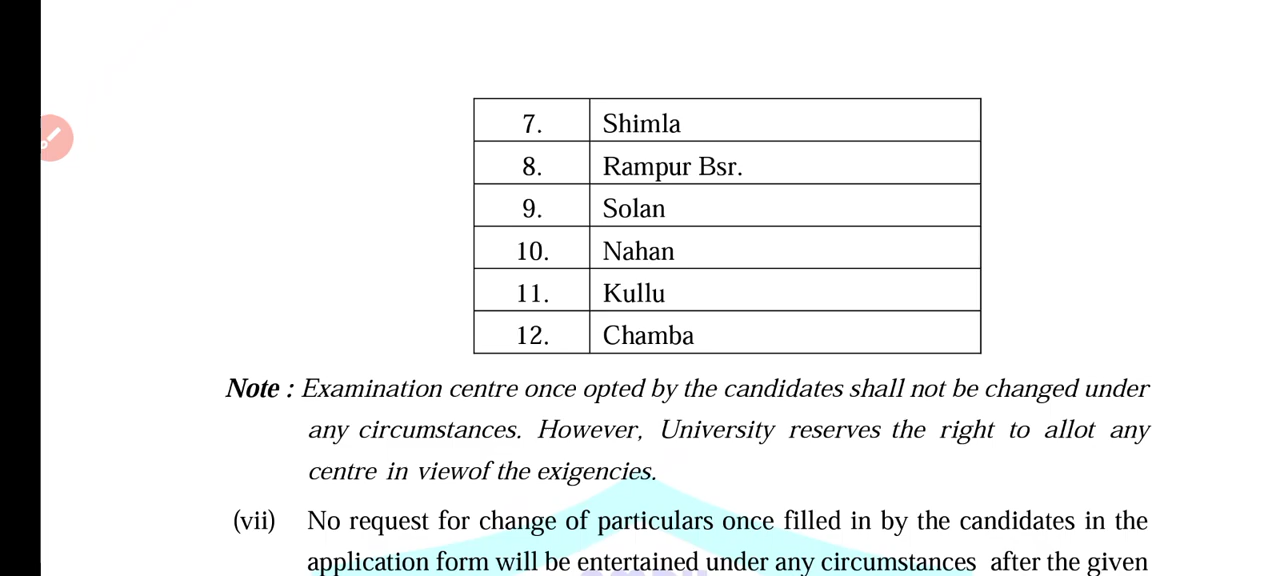 7. Shimla
8. Rampur Bsr.
9. Solan
10. Nahan
11. Kullu
12. Chamba
Note : Examination centre once opted by the candidates shall not be changed under
any circumstances. However, University reserves the right to allot any
centre in viewof the exigencies.
(vii) No request for change of particulars once filled in by the candidates in the
application form will be entertained under any circumstances after the given